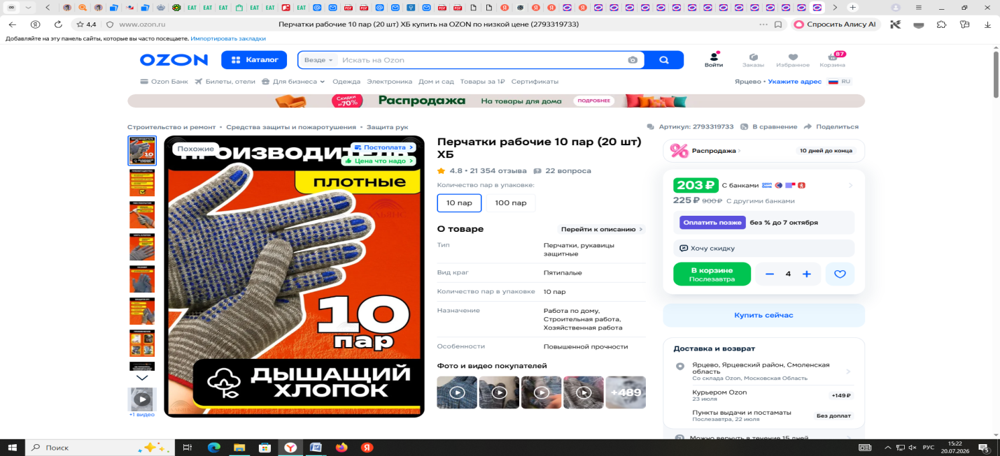 EAT EAT EAT EAT EAT EAT
4,4 www.ozon.ru Перчатки рабочие 10 пар (20 шт) ХБ купить на OZON по низкой цене (2793319733) Спросить Алису AI
Добавляйте на эту панель сайты, которые вы часто посещаете. Импортировать закладки
OZON Каталог Везде Искать на Ozon Войти Заказы Избранное 87 Корзина
Ozon Банк Билеты, отели Для бизнеса Одежда Электроника Дом и сад Товары за 1₽ Сертификаты Ярцево • Укажите адрес RU
Скидки до 70% Распродажа На товары для дома ПОДРОБНЕЕ
Строительство и ремонт • Средства защиты и пожаротушения • Защита рук
Артикул: 2793319733 В сравнение Поделиться
Похожие
Постоплата
Цена что надо
ПЛОТНЫЕ
10
пар
ДЫШАЩИЙ
ХЛОПОК
+1 видео
Перчатки рабочие 10 пар (20 шт)
ХБ
4.8 • 21 354 отзыва 22 вопроса
Количество пар в упаковке:
10 пар 100 пар
О товаре Перейти к описанию
Тип Перчатки, рукавицы
защитные
Вид краг Пятипалые
Количество пар в упаковке 10 пар
Назначение Работа по дому,
Строительная работа,
Хозяйственная работа
Особенности Повышенной прочности
Фото и видео покупателей
+489
Распродажа 10 дней до конца
203 ₽ С банками
225 ₽ 900 ₽ С другими банками
Оплатить позже без % до 7 октября
Хочу скидку
В корзине
Послезавтра
4
Купить сейчас
Доставка и возврат
Ярцево, Ярцевский район, Смоленская
область
Со склада Ozon, Московская Область
Курьером Ozon
23 июля
+149 ₽
Пункты выдачи и постаматы
Послезавтра, 22 июля
Без доплат
Можно вернуть в течение 15 дней
Поиск РУС 15:22
20.07.2026 5